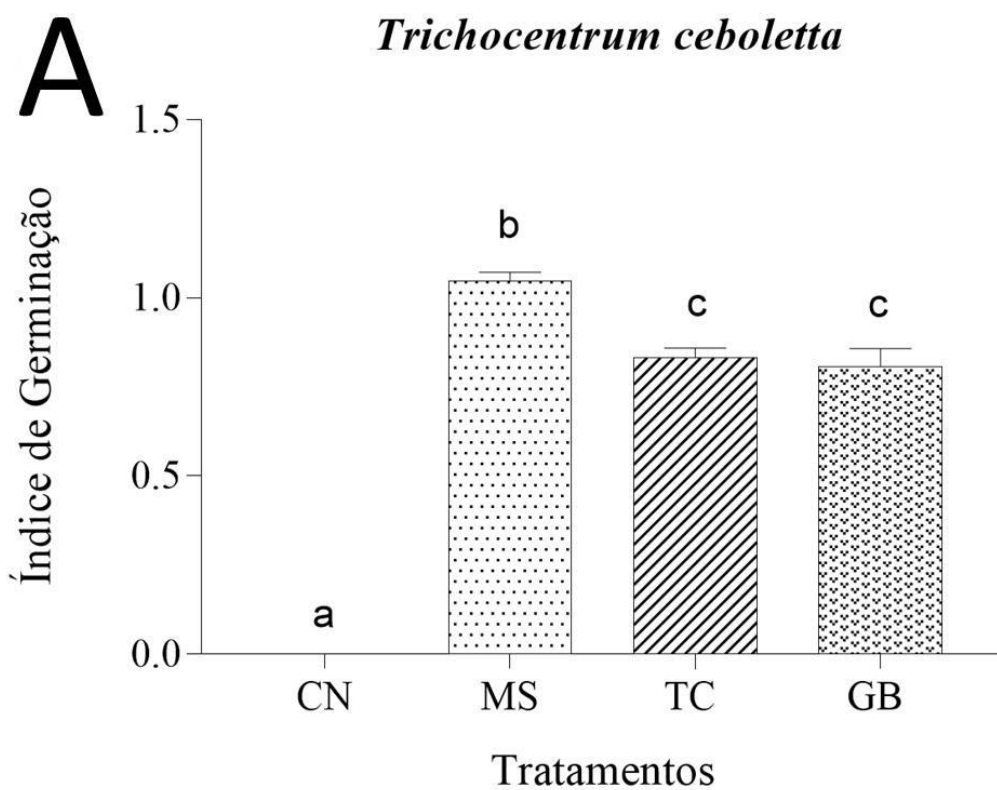 A
Trichocentrum ceboletta
1.5
Índice de Germinação
b
1.0
c
c
0.5
a
0.0
CN MS TC GB
Tratamentos